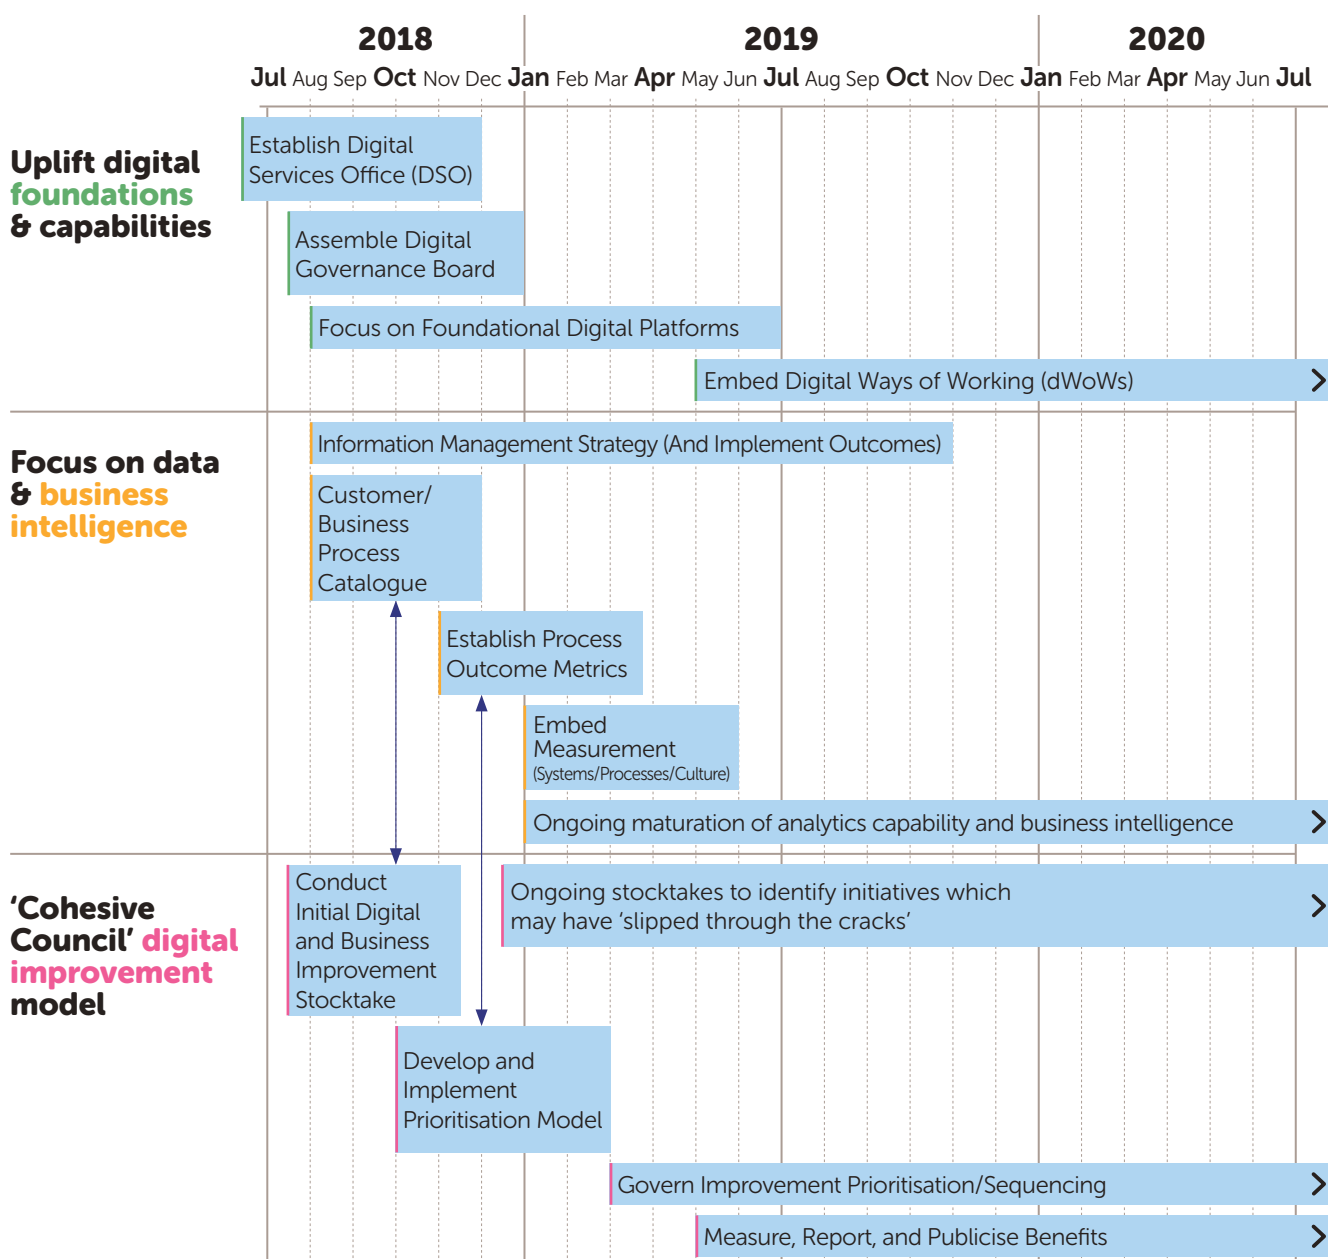 2018 2019 2020
Jul Aug Sep Oct Nov Dec Jan Feb Mar Apr May Jun Jul Aug Sep Oct Nov Dec Jan Feb Mar Apr May Jun Jul
Uplift digital
foundations
& capabilities
Establish Digital
Services Office (DSO)
Assemble Digital
Governance Board
Focus on Foundational Digital Platforms
Embed Digital Ways of Working (dWoWs)
Focus on data
& business
intelligence
Information Management Strategy (And Implement Outcomes)
Customer/
Business
Process
Catalogue
Establish Process
Outcome Metrics
Embed
Measurement
(Systems/Processes/Culture)
Ongoing maturation of analytics capability and business intelligence
‘Cohesive
Council’ digital
improvement
model
Conduct
Initial Digital
and Business
Improvement
Stocktake
Ongoing stocktakes to identify initiatives which
may have ‘slipped through the cracks’
Develop and
Implement
Prioritisation Model
Govern Improvement Prioritisation/Sequencing
Measure, Report, and Publicise Benefits